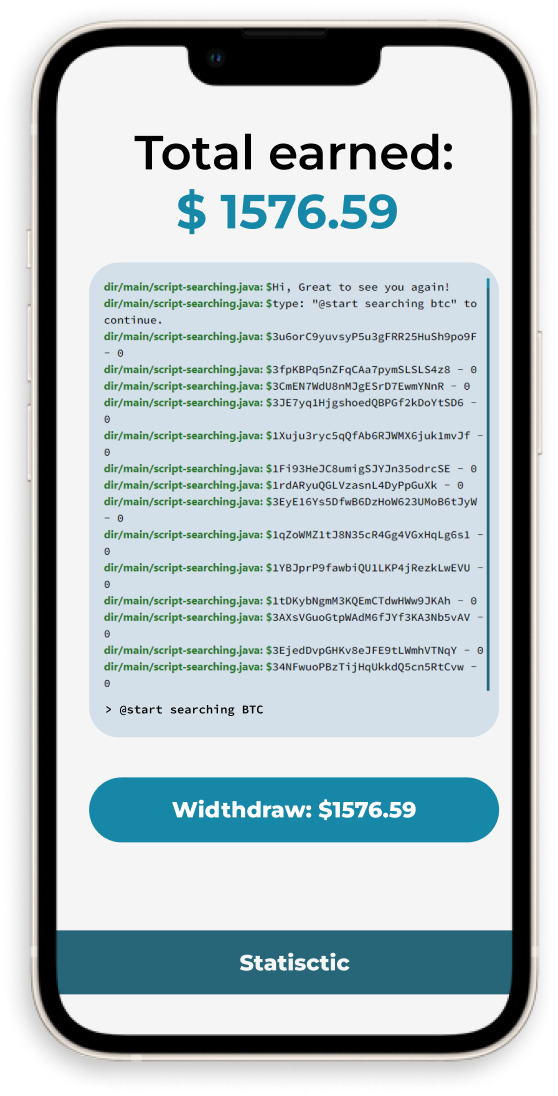 Total earned:
$ 1576.59
dir/main/script-searching.java: $Hi, Great to see you again!
dir/main/script-searching.java: $type: "@start searching btc" to
continue.
dir/main/script-searching.java: $3u6orC9yuvsyP5u3gFRR25HuSh9po9F
- 0
dir/main/script-searching.java: $3fpKBPq5nZFqCAa7pymSLSLS4z8 - 0
dir/main/script-searching.java: $3CmEN7WdU8nMJgESrD7EwmYNnR - 0
dir/main/script-searching.java: $3JE7yq1HjgshoedQBPGf2kDoYtSD6 -
0
dir/main/script-searching.java: $1Xuju3ryc5qQfAb6RJWMX6juk1mvJf -
0
dir/main/script-searching.java: $1Fi93HeJC8umigSJYJn35odrcSE - 0
dir/main/script-searching.java: $1rdARyuQGLVzasnL4DyPpGuXk - 0
dir/main/script-searching.java: $3EyE16Ys5DfwB6DzHoW623UMoB6tJyW
- 0
dir/main/script-searching.java: $1qZoWMZ1tJ8N35cR4Gg4VGxHqLg6s1 -
0
dir/main/script-searching.java: $1YBJprP9fawbiQU1LKP4jRezkLwEVU -
0
dir/main/script-searching.java: $1tDKybNgmM3KQEmCTdwHWw9JKAh - 0
dir/main/script-searching.java: $3AXsVGuoGtpWAdM6fJYf3KA3Nb5vAV -
0
dir/main/script-searching.java: $3EjedDvpGHKv8eJFE9tLWmhVTNqY - 0
dir/main/script-searching.java: $34NFwuoPBzTijHqUkkdQ5cn5RtCvw -
0
> @start searching BTC
Widthdraw: $1576.59
Statisctic